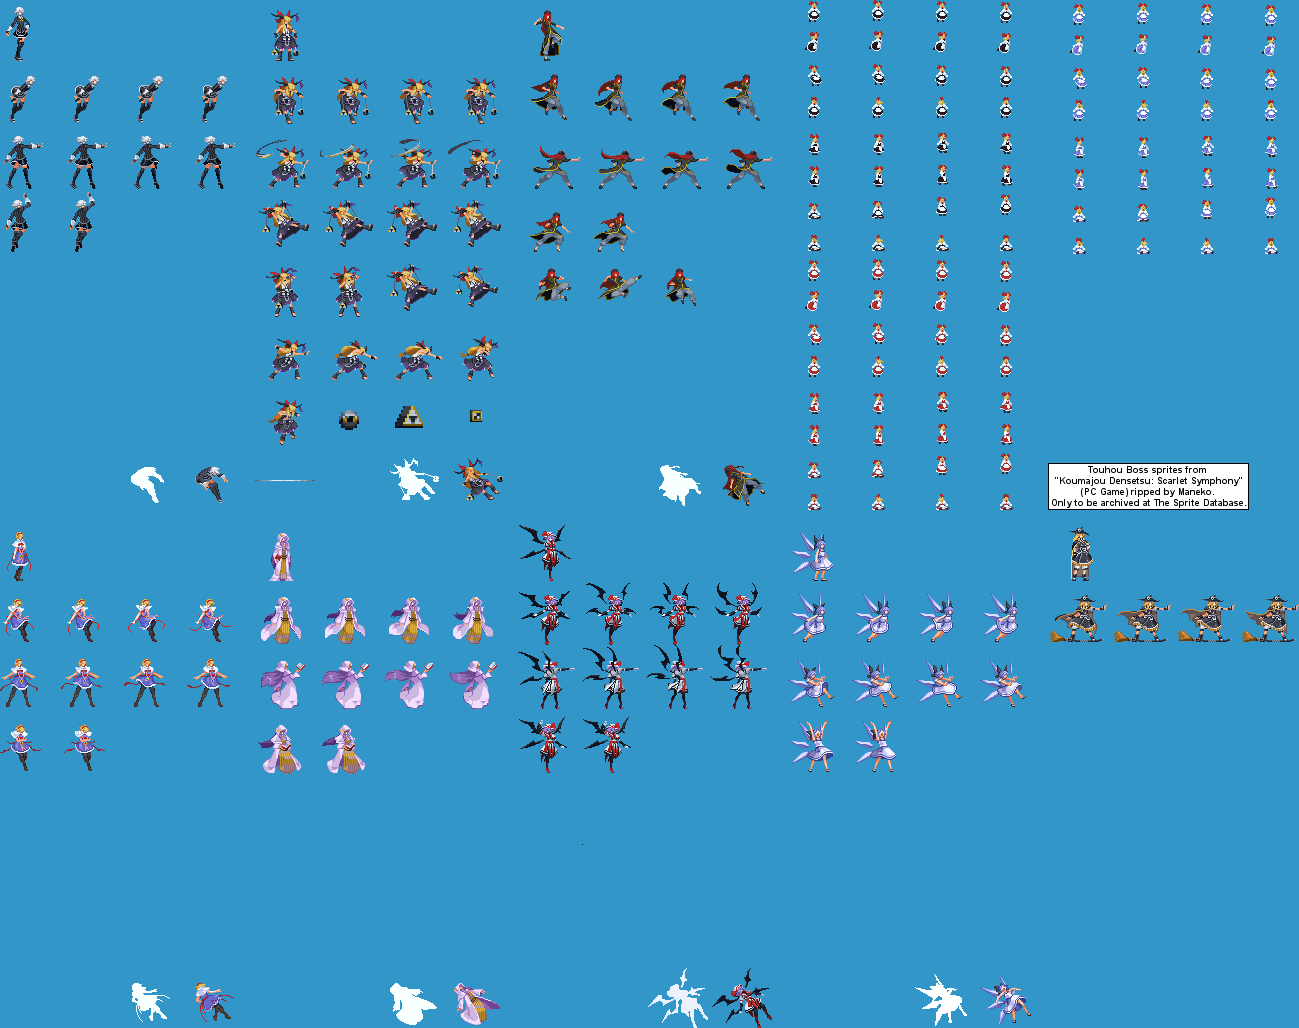 Touhou Boss sprites from
"Koumajou Densetsu: Scarlet Symphony"
(PC Game) ripped by Maneko.
Only to be archived at The Sprite Database.